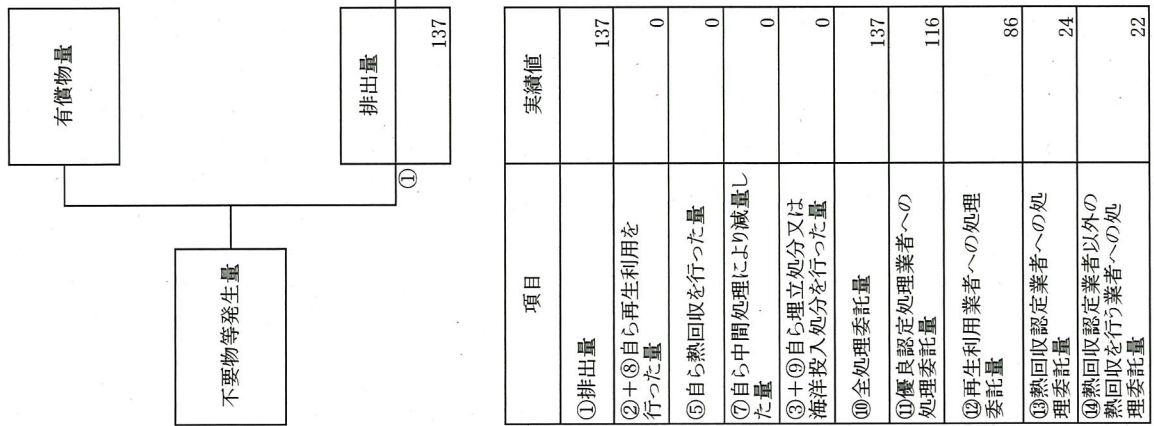 有償物量
不要物等発生量
①
排出量
137
項目
実績値
①排出量
137
②+⑧自ら再生利用を
行った量
0
⑤自ら熱回収を行った量
0
⑦自ら中間処理により減量し
た量
0
③+⑨自ら埋立処分又は
海洋投入処分を行った量
0
⑩全処理委託量
137
⑪優良認定処理業者への
処理委託量
116
⑫再生利用業者への処理
委託量
86
⑬熱回収認定業者への処
理委託量
24
⑭熱回収認定業者以外の
熱回収を行う業者への処
理委託量
22